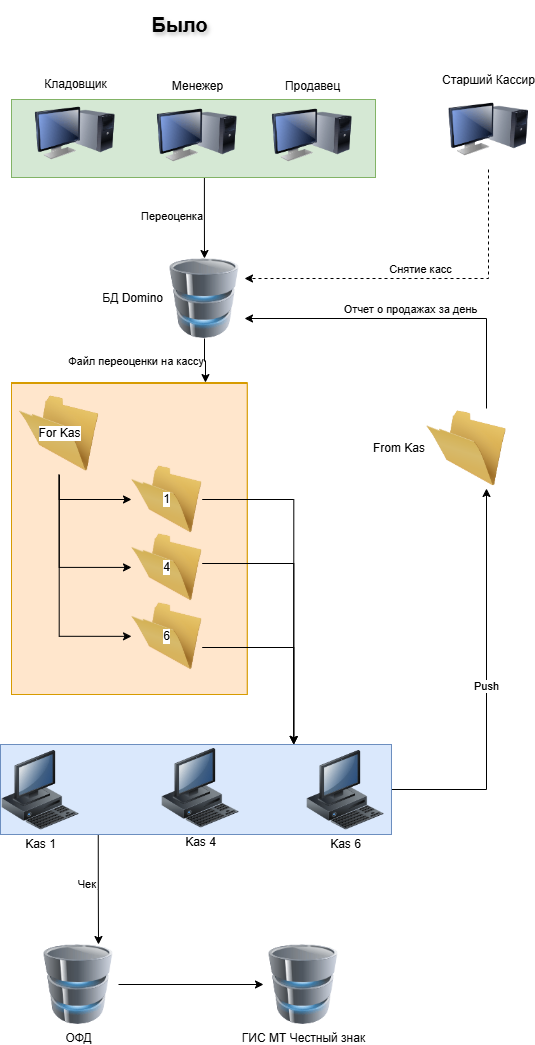 Было
Кладовщик
Менежер
Продавец
Старший Кассир
Переоценка
Снятие касс
БД Domino
Отчет о продажах за день
Файл переоценки на кассу
For Kas
From Kas
1
4
6
Push
Kas 1
Kas 4
Kas 6
Чек
ОФД
ГИС МТ Честный знак